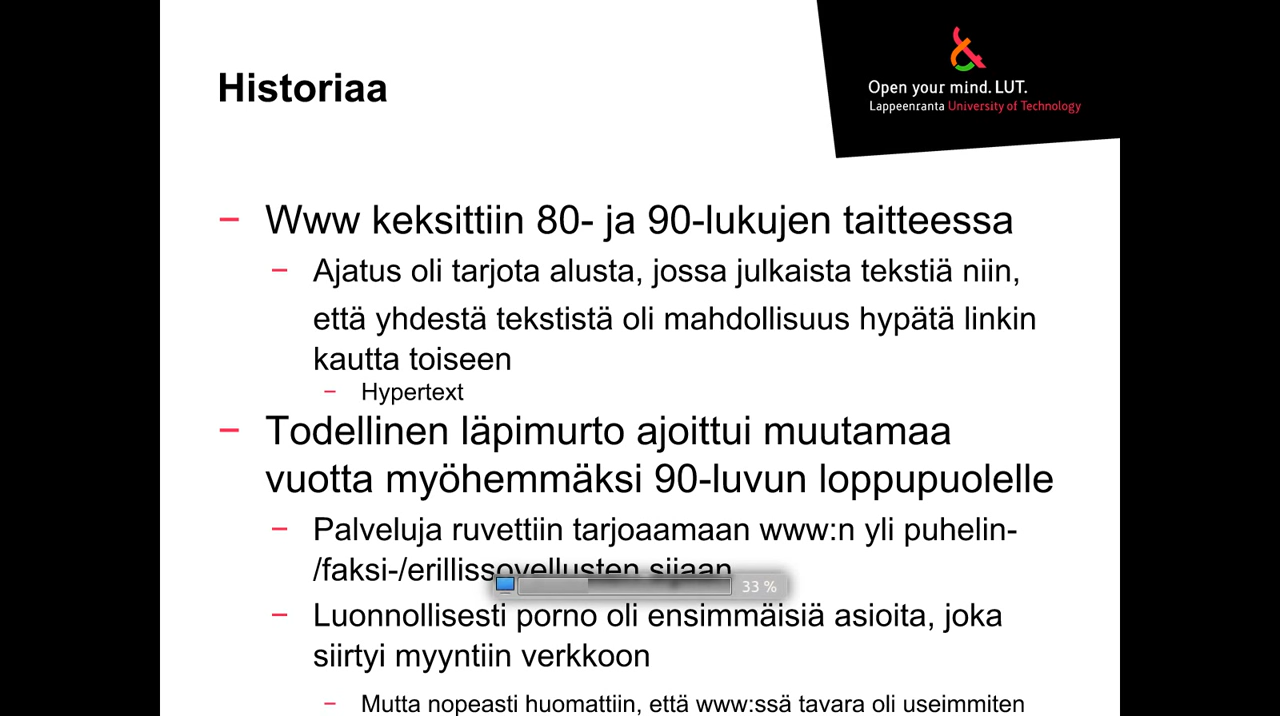 Historiaa
Open your mind. LUT.
Lappeenranta University of Technology
– Www keksittiin 80- ja 90-lukujen taitteessa
– Ajatus oli tarjota alusta, jossa julkaista tekstiä niin,
että yhdestä tekstistä oli mahdollisuus hypätä linkin
kautta toiseen
– Hypertext
– Todellinen läpimurto ajoittui muutamaa
vuotta myöhemmäksi 90-luvun loppupuolelle
– Palveluja ruvettiin tarjoaamaan www:n yli puhelin-
/faksi-/erillissovellusten sijaan
33 %
– Luonnollisesti porno oli ensimmäisiä asioita, joka
siirtyi myyntiin verkkoon
– Mutta nopeasti huomattiin, että www:ssä tavara oli useimmiten